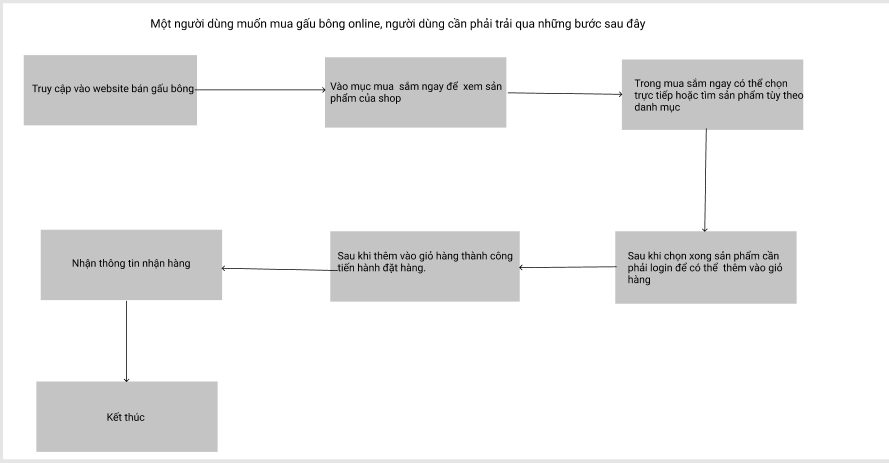 Một người dùng muốn mua gấu bông online, người dùng cần phải trải qua những bước sau đây
Truy cập vào website bán gấu bông
Vào mục mua sắm ngay để xem sản
phẩm của shop
Trong mua sắm ngay có thể chọn
trực tiếp hoặc tìm sản phẩm tùy theo
danh mục
Sau khi chọn xong sản phẩm cần
phải login để có thể thêm vào giỏ
hàng
Sau khi thêm vào giỏ hàng thành công
tiến hành đặt hàng.
Nhận thông tin nhận hàng
Kết thúc